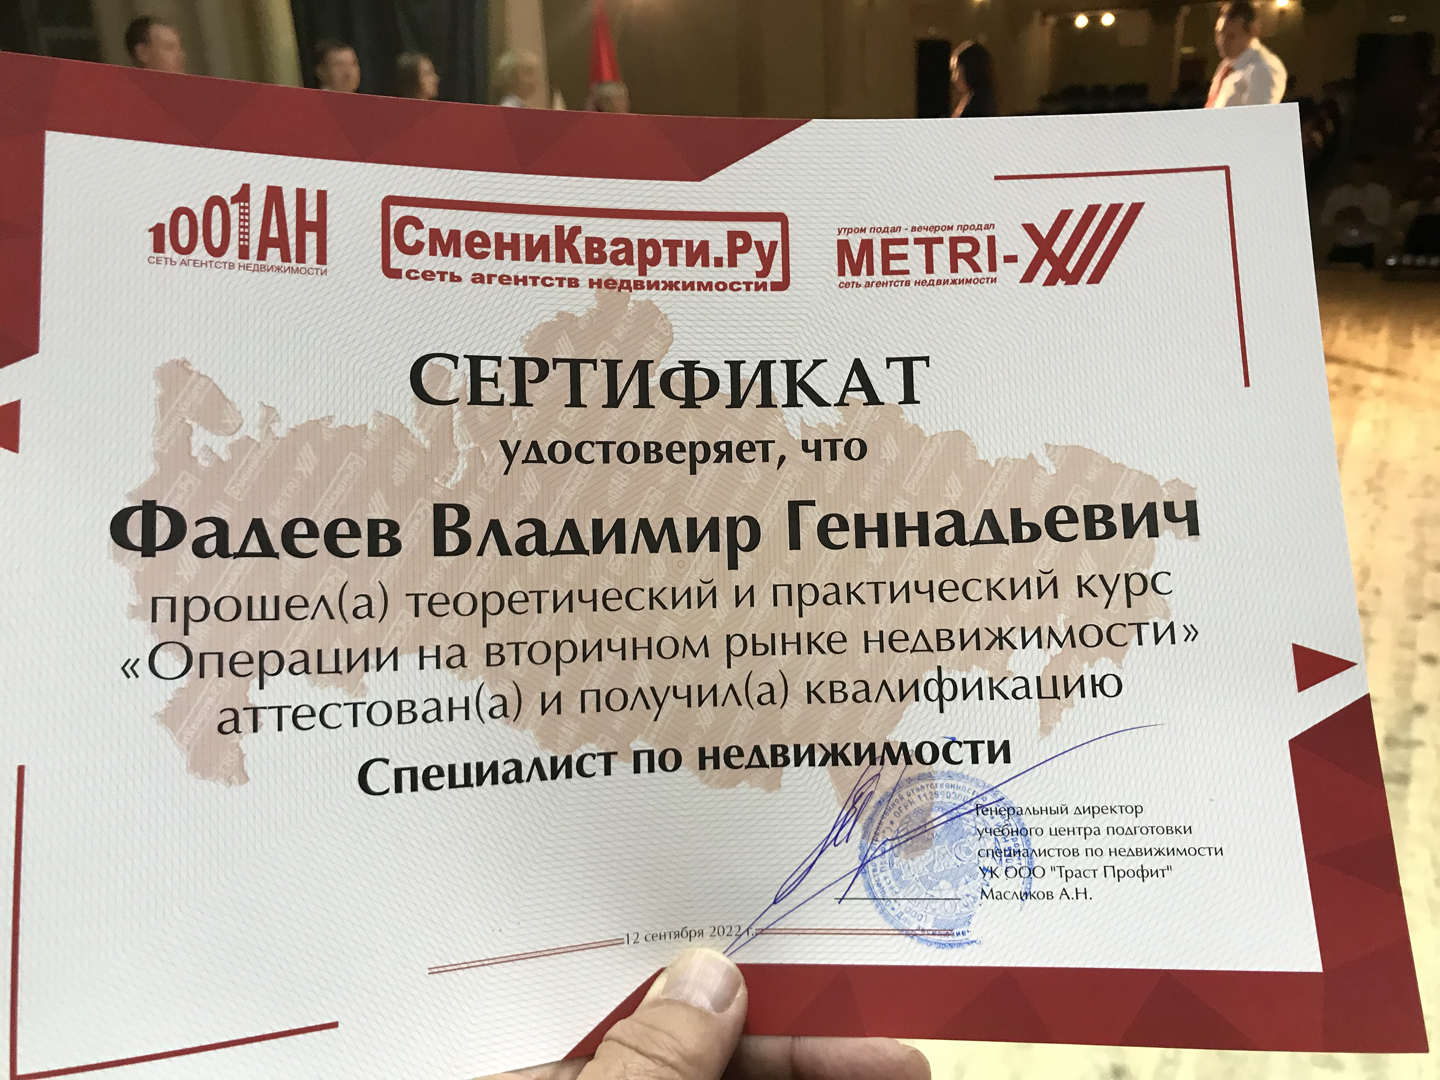 1001АН
СЕТЬ АГЕНТСТВ НЕДВИЖИМОСТИ
СмениКварти.Ру
сеть агентств недвижимости
утром подал - вечером продал
METRI-X
сеть агентств недвижимости
СЕРТИФИКАТ
удостоверяет, что
Фадеев Владимир Геннадьевич
прошел(а) теоретический и практический курс
«Операции на вторичном рынке недвижимости»
аттестован(а) и получил(а) квалификацию
Специалист по недвижимости
Генеральный директор
учебного центра подготовки
специалистов по недвижимости
УК ООО "Траст Профит"
Масликов А.Н.
12 сентября 2022 г.